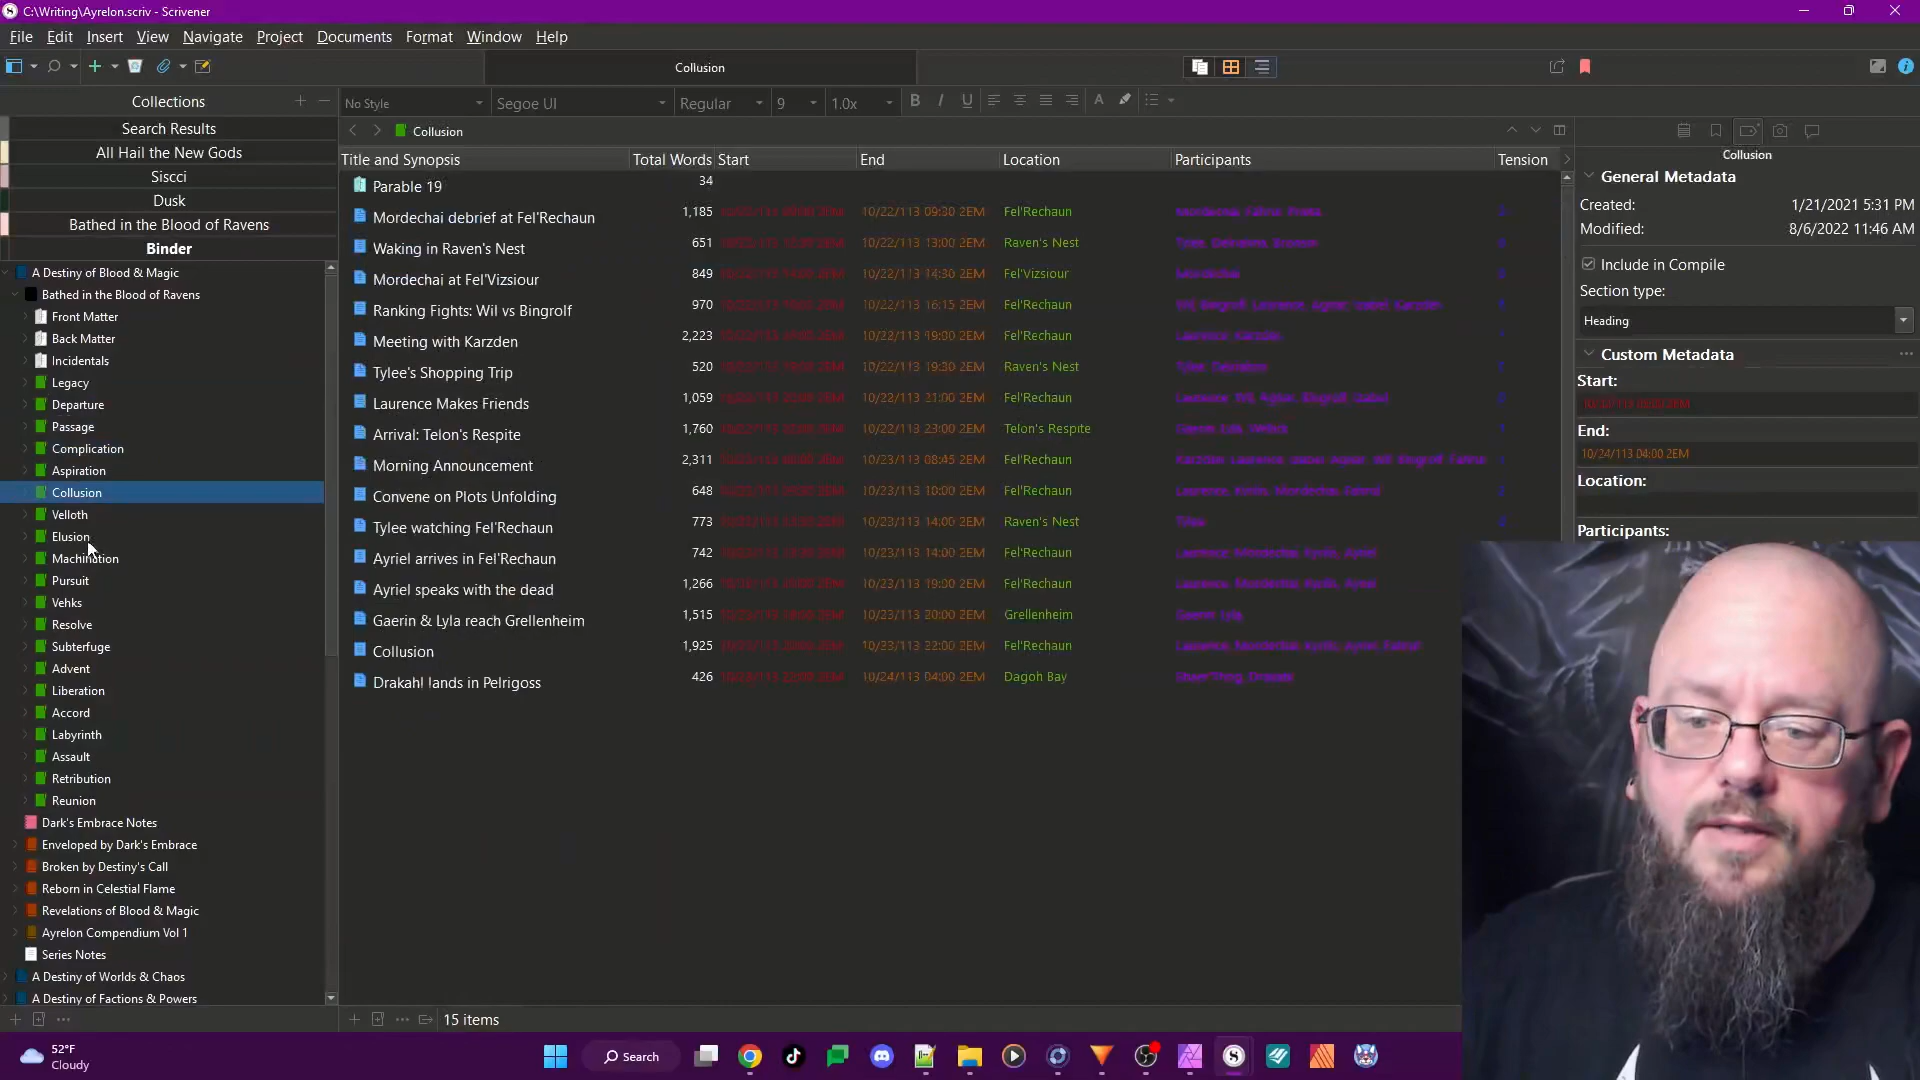 C:\Writing\Ayrelon.scriv - Scrivener
File Edit Insert View Navigate Project Documents Format Window Help
Collusion
Collections
No Style Segoe UI Regular 9 1.0x B I U A
Search Results
All Hail the New Gods
Siscci
Dusk
Bathed in the Blood of Ravens
Binder
A Destiny of Blood & Magic
Bathed in the Blood of Ravens
Front Matter
Back Matter
Incidentals
Legacy
Departure
Passage
Complication
Aspiration
Collusion
Velloth
Elusion
Machination
Pursuit
Vehks
Resolve
Subterfuge
Advent
Liberation
Accord
Labyrinth
Assault
Retribution
Reunion
Dark's Embrace Notes
Enveloped by Dark's Embrace
Broken by Destiny's Call
Reborn in Celestial Flame
Revelations of Blood & Magic
Ayrelon Compendium Vol 1
Series Notes
A Destiny of Worlds & Chaos
A Destiny of Factions & Powers
Collusion
Title and Synopsis Total Words Start End Location Participants Tension
Parable 19 34
Mordechai debrief at Fel'Rechaun 1,185 10/22/113 09:30 2EM Fel'Rechaun
Waking in Raven's Nest 651 10/22/113 13:00 2EM Raven's Nest
Mordechai at Fel'Vizsiour 849 10/22/113 14:30 2EM Fel'Vizsiour Mordechai
Ranking Fights: Wil vs Bingrolf 970 10/22/113 16:15 2EM Fel'Rechaun
Meeting with Karzden 2,223 10/22/113 19:00 2EM Fel'Rechaun Laurence, Karzden
Tylee's Shopping Trip 520 10/22/113 19:30 2EM Raven's Nest
Laurence Makes Friends 1,059 10/22/113 21:00 2EM Fel'Rechaun
Arrival: Telon's Respite 1,760 10/22/113 23:00 2EM Telon's Respite
Morning Announcement 2,311 10/23/113 08:45 2EM Fel'Rechaun
Convene on Plots Unfolding 648 10/23/113 10:00 2EM Fel'Rechaun
Tylee watching Fel'Rechaun 773 10/23/113 14:00 2EM Raven's Nest Tylee
Ayriel arrives in Fel'Rechaun 742 10/23/113 14:00 2EM Fel'Rechaun
Ayriel speaks with the dead 1,266 10/23/113 19:00 2EM Fel'Rechaun
Gaerin & Lyla reach Grellenheim 1,515 10/23/113 20:00 2EM Grellenheim Gaerin, Lyla
Collusion 1,925 10/23/113 22:00 2EM Fel'Rechaun
Drakahl lands in Pelrigoss 426 10/24/113 04:00 2EM Dagoh Bay
15 items
Collusion
General Metadata
Created: 1/21/2021 5:31 PM
Modified: 8/6/2022 11:46 AM
Include in Compile
Section type:
Heading
Custom Metadata
Start:
End:
10/24/113 04:00 2EM
Location:
Participants:
52°F
Cloudy
Search